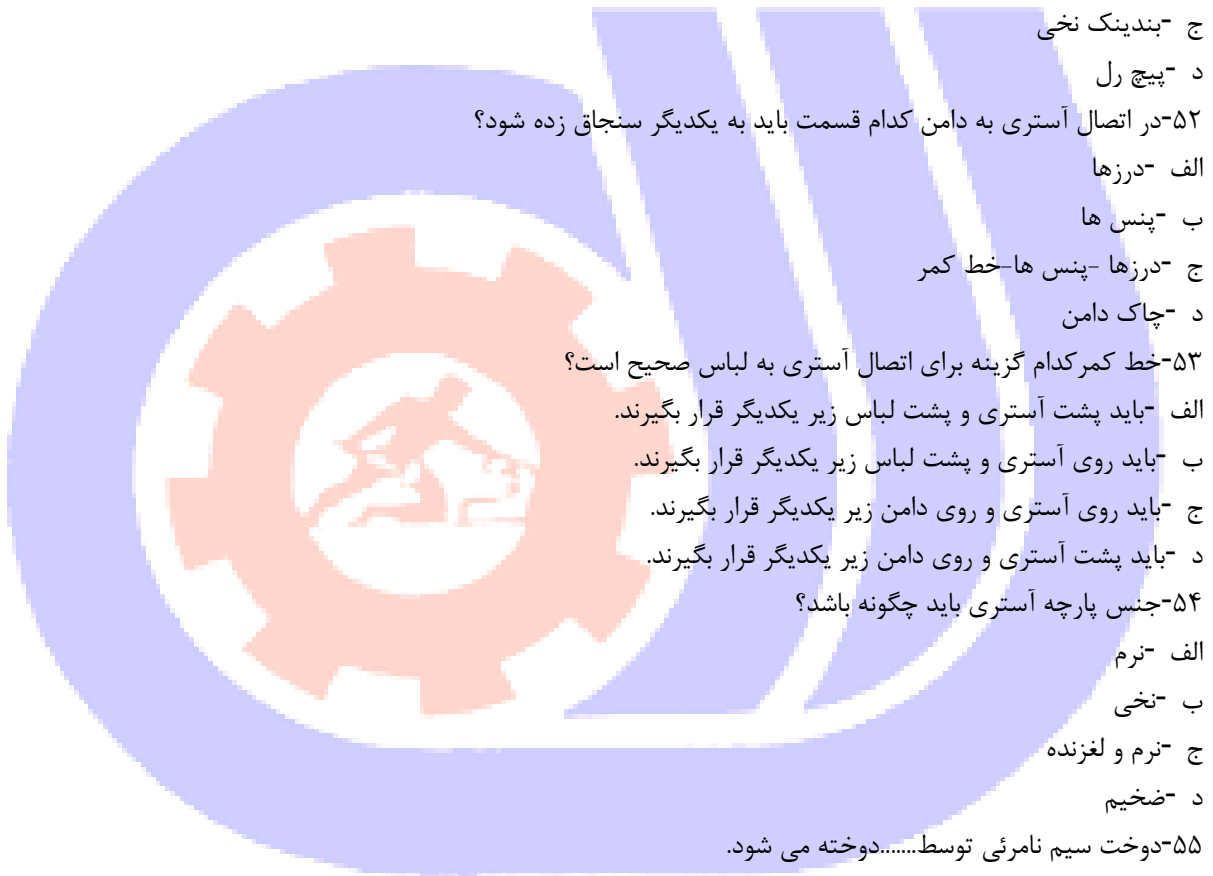 ج -بندینک نخی
د -پیچ رل
۵۲-در اتصال آستری به دامن کدام قسمت باید به یکدیگر سنجاق زده شود؟
الف -درزها
ب -پنس ها
ج -درزها -پنس ها-خط کمر
د -چاک دامن
۵۳-خط کمرکدام گزینه برای اتصال آستری به لباس صحیح است؟
الف -باید پشت آستری و پشت لباس زیر یکدیگر قرار بگیرند.
ب -باید روی آستری و پشت لباس زیر یکدیگر قرار بگیرند.
ج -باید روی آستری و روی دامن زیر یکدیگر قرار بگیرند.
د -باید پشت آستری و روی دامن زیر یکدیگر قرار بگیرند.
۵۴-جنس پارچه آستری باید چگونه باشد؟
الف -نرم
ب -نخی
ج -نرم و لغزنده
د -ضخیم
۵۵-دوخت سیم نامرئی توسط.......دوخته می شود.